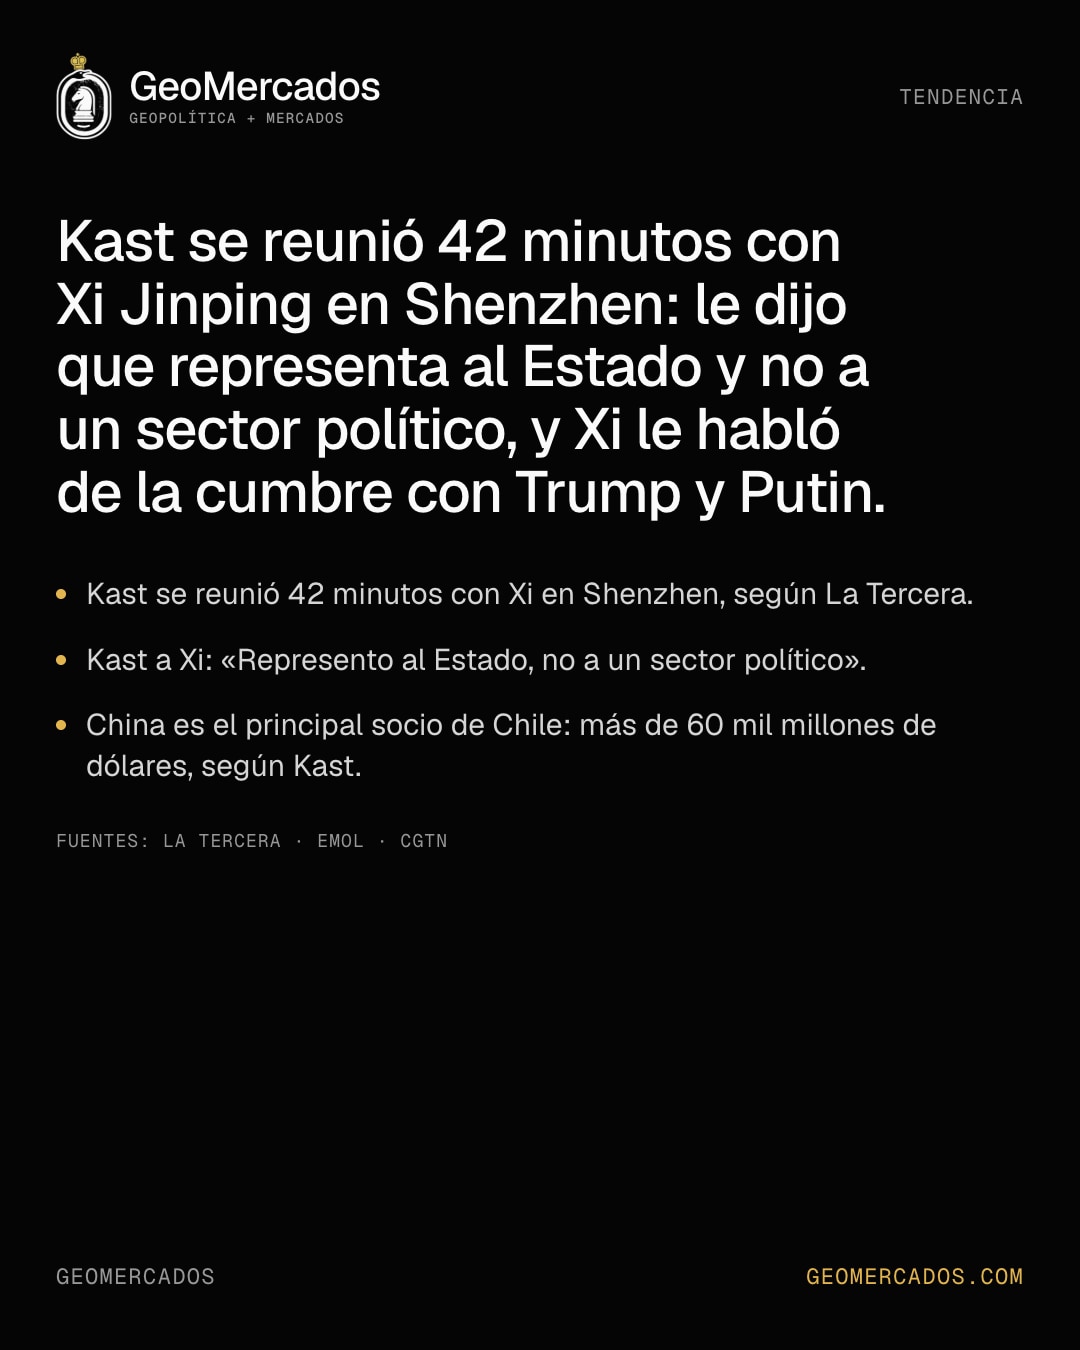 GeoMercados
GEOPOLÍTICA + MERCADOS
TENDENCIA
Kast se reunió 42 minutos con
Xi Jinping en Shenzhen: le dijo
que representa al Estado y no a
un sector político, y Xi le habló
de la cumbre con Trump y Putin.
• Kast se reunió 42 minutos con Xi en Shenzhen, según La Tercera.
• Kast a Xi: «Represento al Estado, no a un sector político».
• China es el principal socio de Chile: más de 60 mil millones de
dólares, según Kast.
FUENTES: LA TERCERA · EMOL · CGTN
GEOMERCADOS
GEOMERCADOS.COM